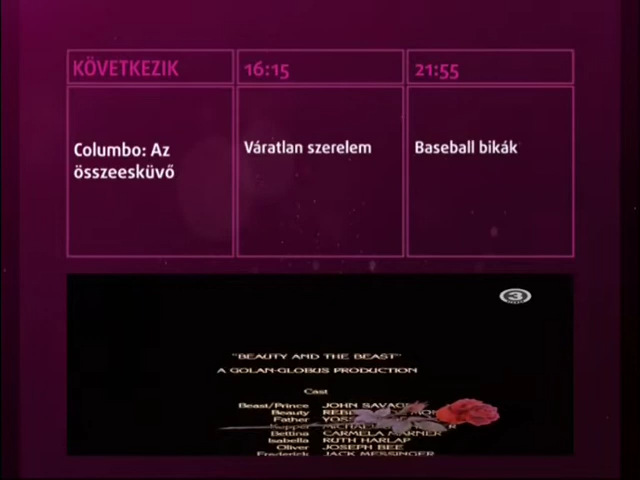 KÖVETKEZIK
16:15
21:55
Columbo: Az
összeesküvő
Váratlan szerelem
Baseball bikák
3
"BEAUTY AND THE BEAST"
A GOLAN-GLOBUS PRODUCTION
Cast
Beast/Prince JOHN SAVAGE
Beauty
Father
Kupper
Bettina CARMELA MARNER
Isabella RUTH HARLAP
Oliver JOSEPH BEE
Frederick JACK MESSINGER